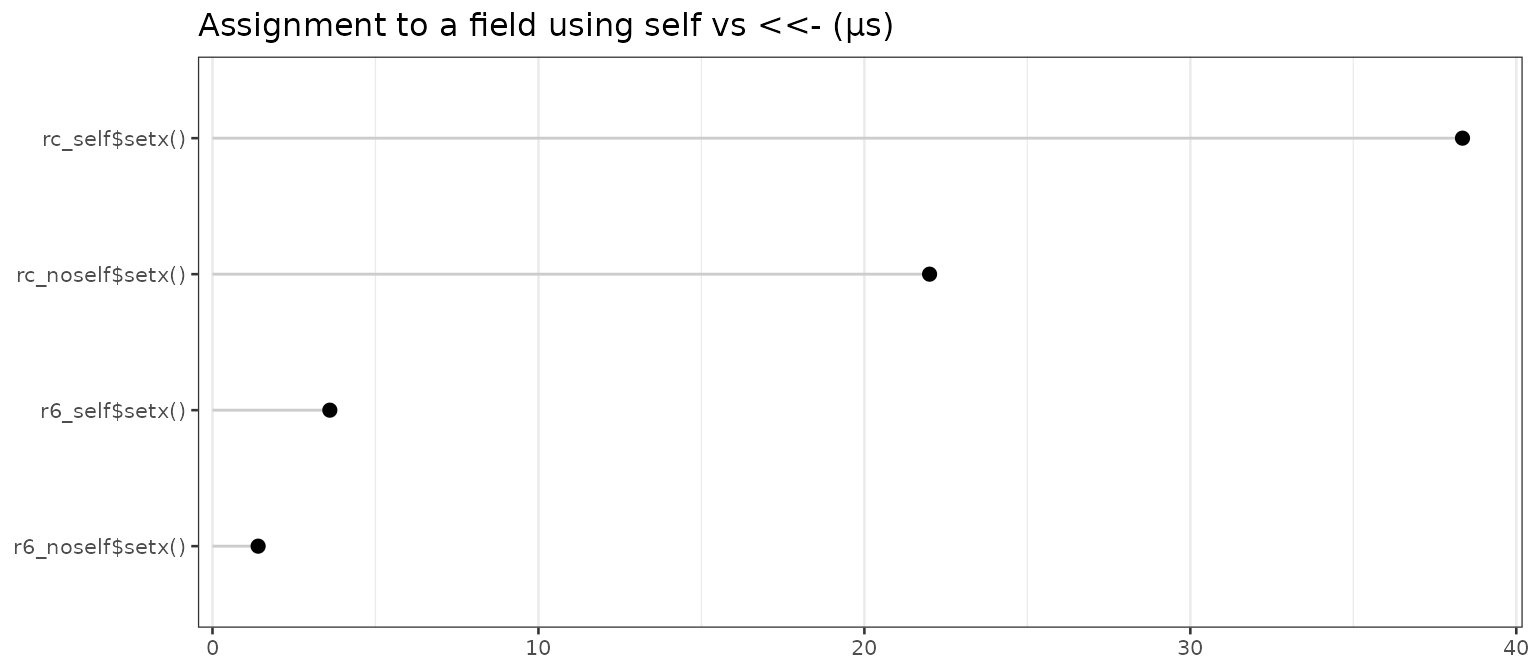 Assignment to a field using self vs <<- (µs)
rc_self$setx()
rc_noself$setx()
r6_self$setx()
r6_noself$setx()
0 10 20 30 40